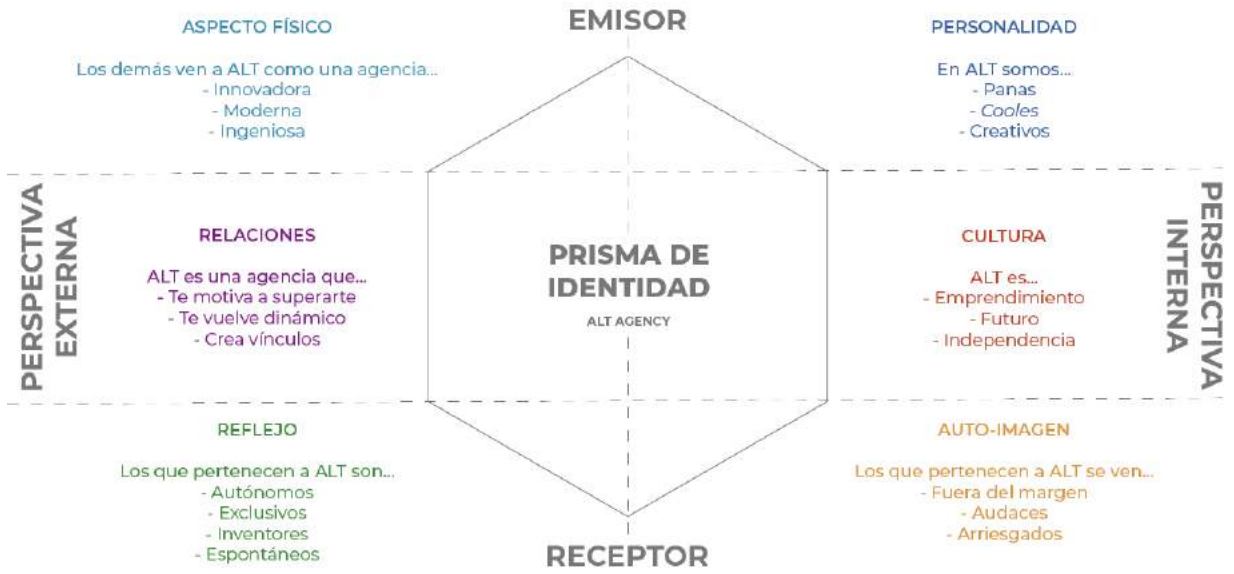 EMISOR
ASPECTO FÍSICO
Los demás ven a ALT como una agencia...
- Innovadora
- Moderna
- Ingeniosa
PERSONALIDAD
En ALT somos...
- Panas
- Cooles
- Creativos
PERSPECTIVA
EXTERNA
RELACIONES
ALT es una agencia que...
- Te motiva a superarte
- Te vuelve dinámico
- Crea vínculos
PRISMA DE
IDENTIDAD
ALT AGENCY
CULTURA
ALT es...
- Emprendimiento
- Futuro
- Independencia
PERSPECTIVA
INTERNA
REFLEJO
Los que pertenecen a ALT son...
- Autónomos
- Exclusivos
- Inventores
- Espontáneos
AUTO-IMAGEN
Los que pertenecen a ALT se ven...
- Fuera del margen
- Audaces
- Arriesgados
RECEPTOR